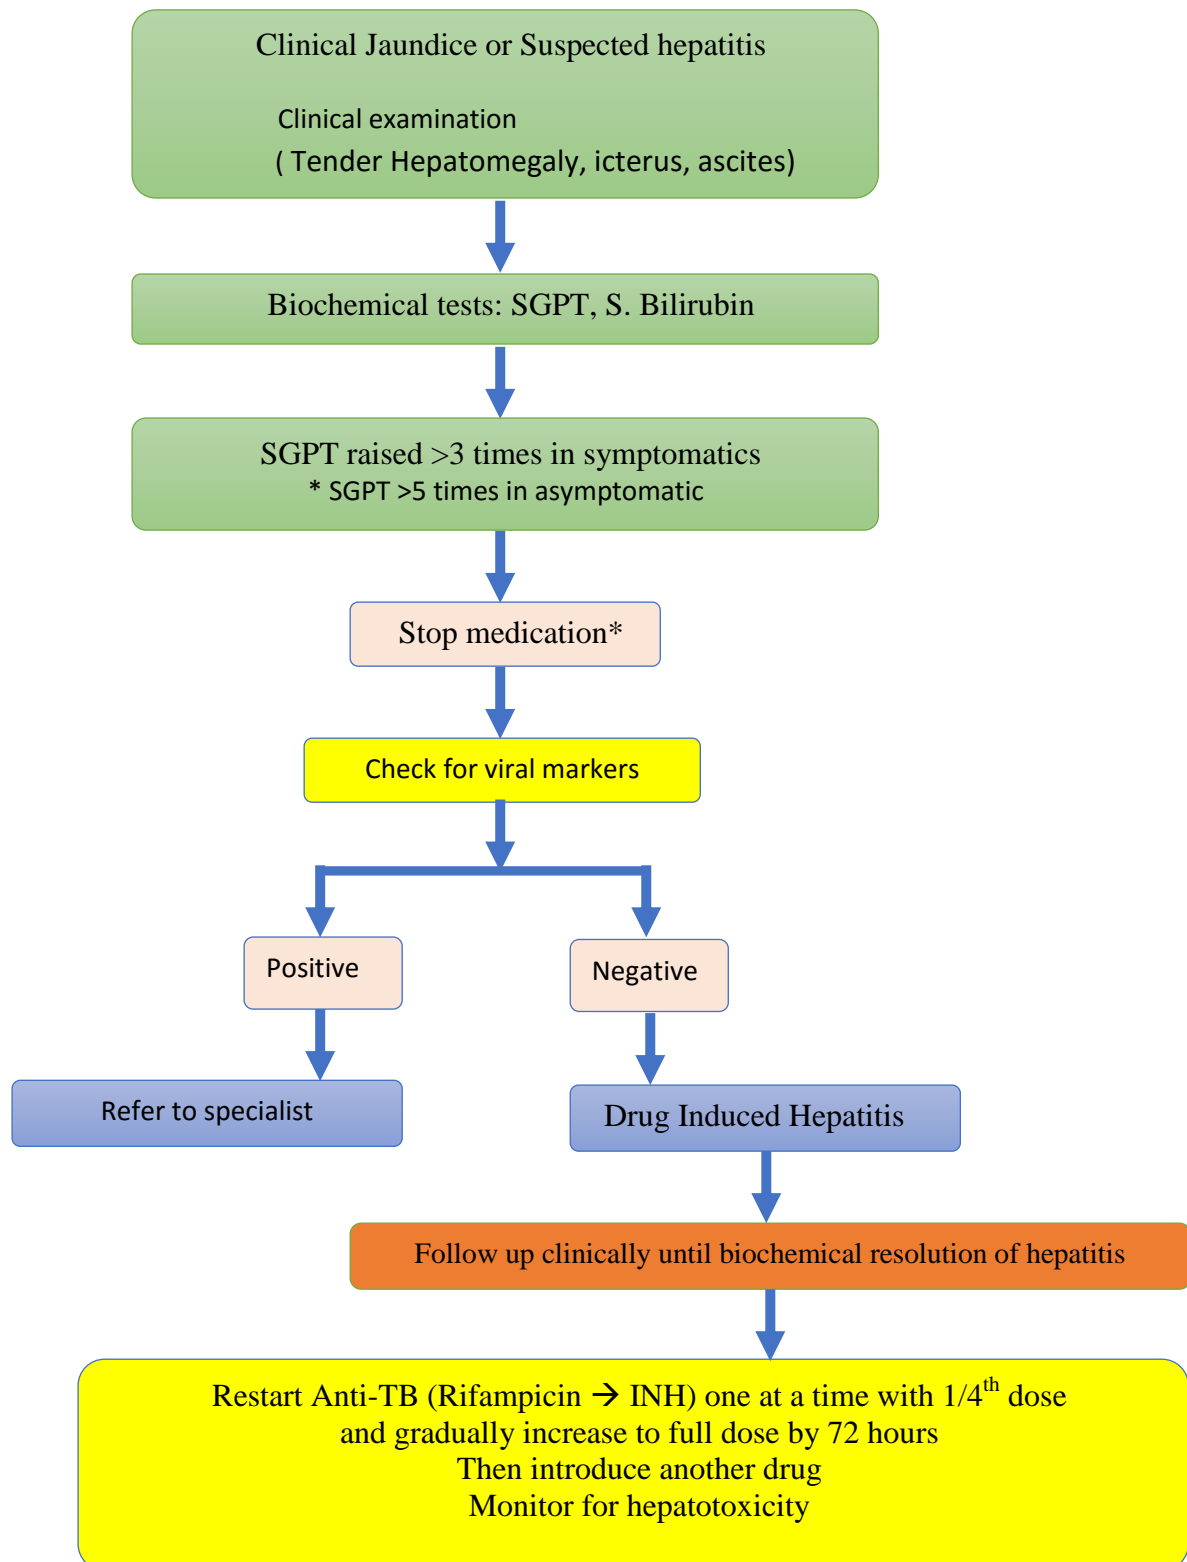 Clinical Jaundice or Suspected hepatitis
Clinical examination
( Tender Hepatomegaly, icterus, ascites)
Biochemical tests: SGPT, S. Bilirubin
SGPT raised >3 times in symptomatics
* SGPT >5 times in asymptomatic
Stop medication*
Check for viral markers
Positive
Negative
Refer to specialist
Drug Induced Hepatitis
Follow up clinically until biochemical resolution of hepatitis
Restart Anti-TB (Rifampicin → INH) one at a time with 1/4th dose
and gradually increase to full dose by 72 hours
Then introduce another drug
Monitor for hepatotoxicity